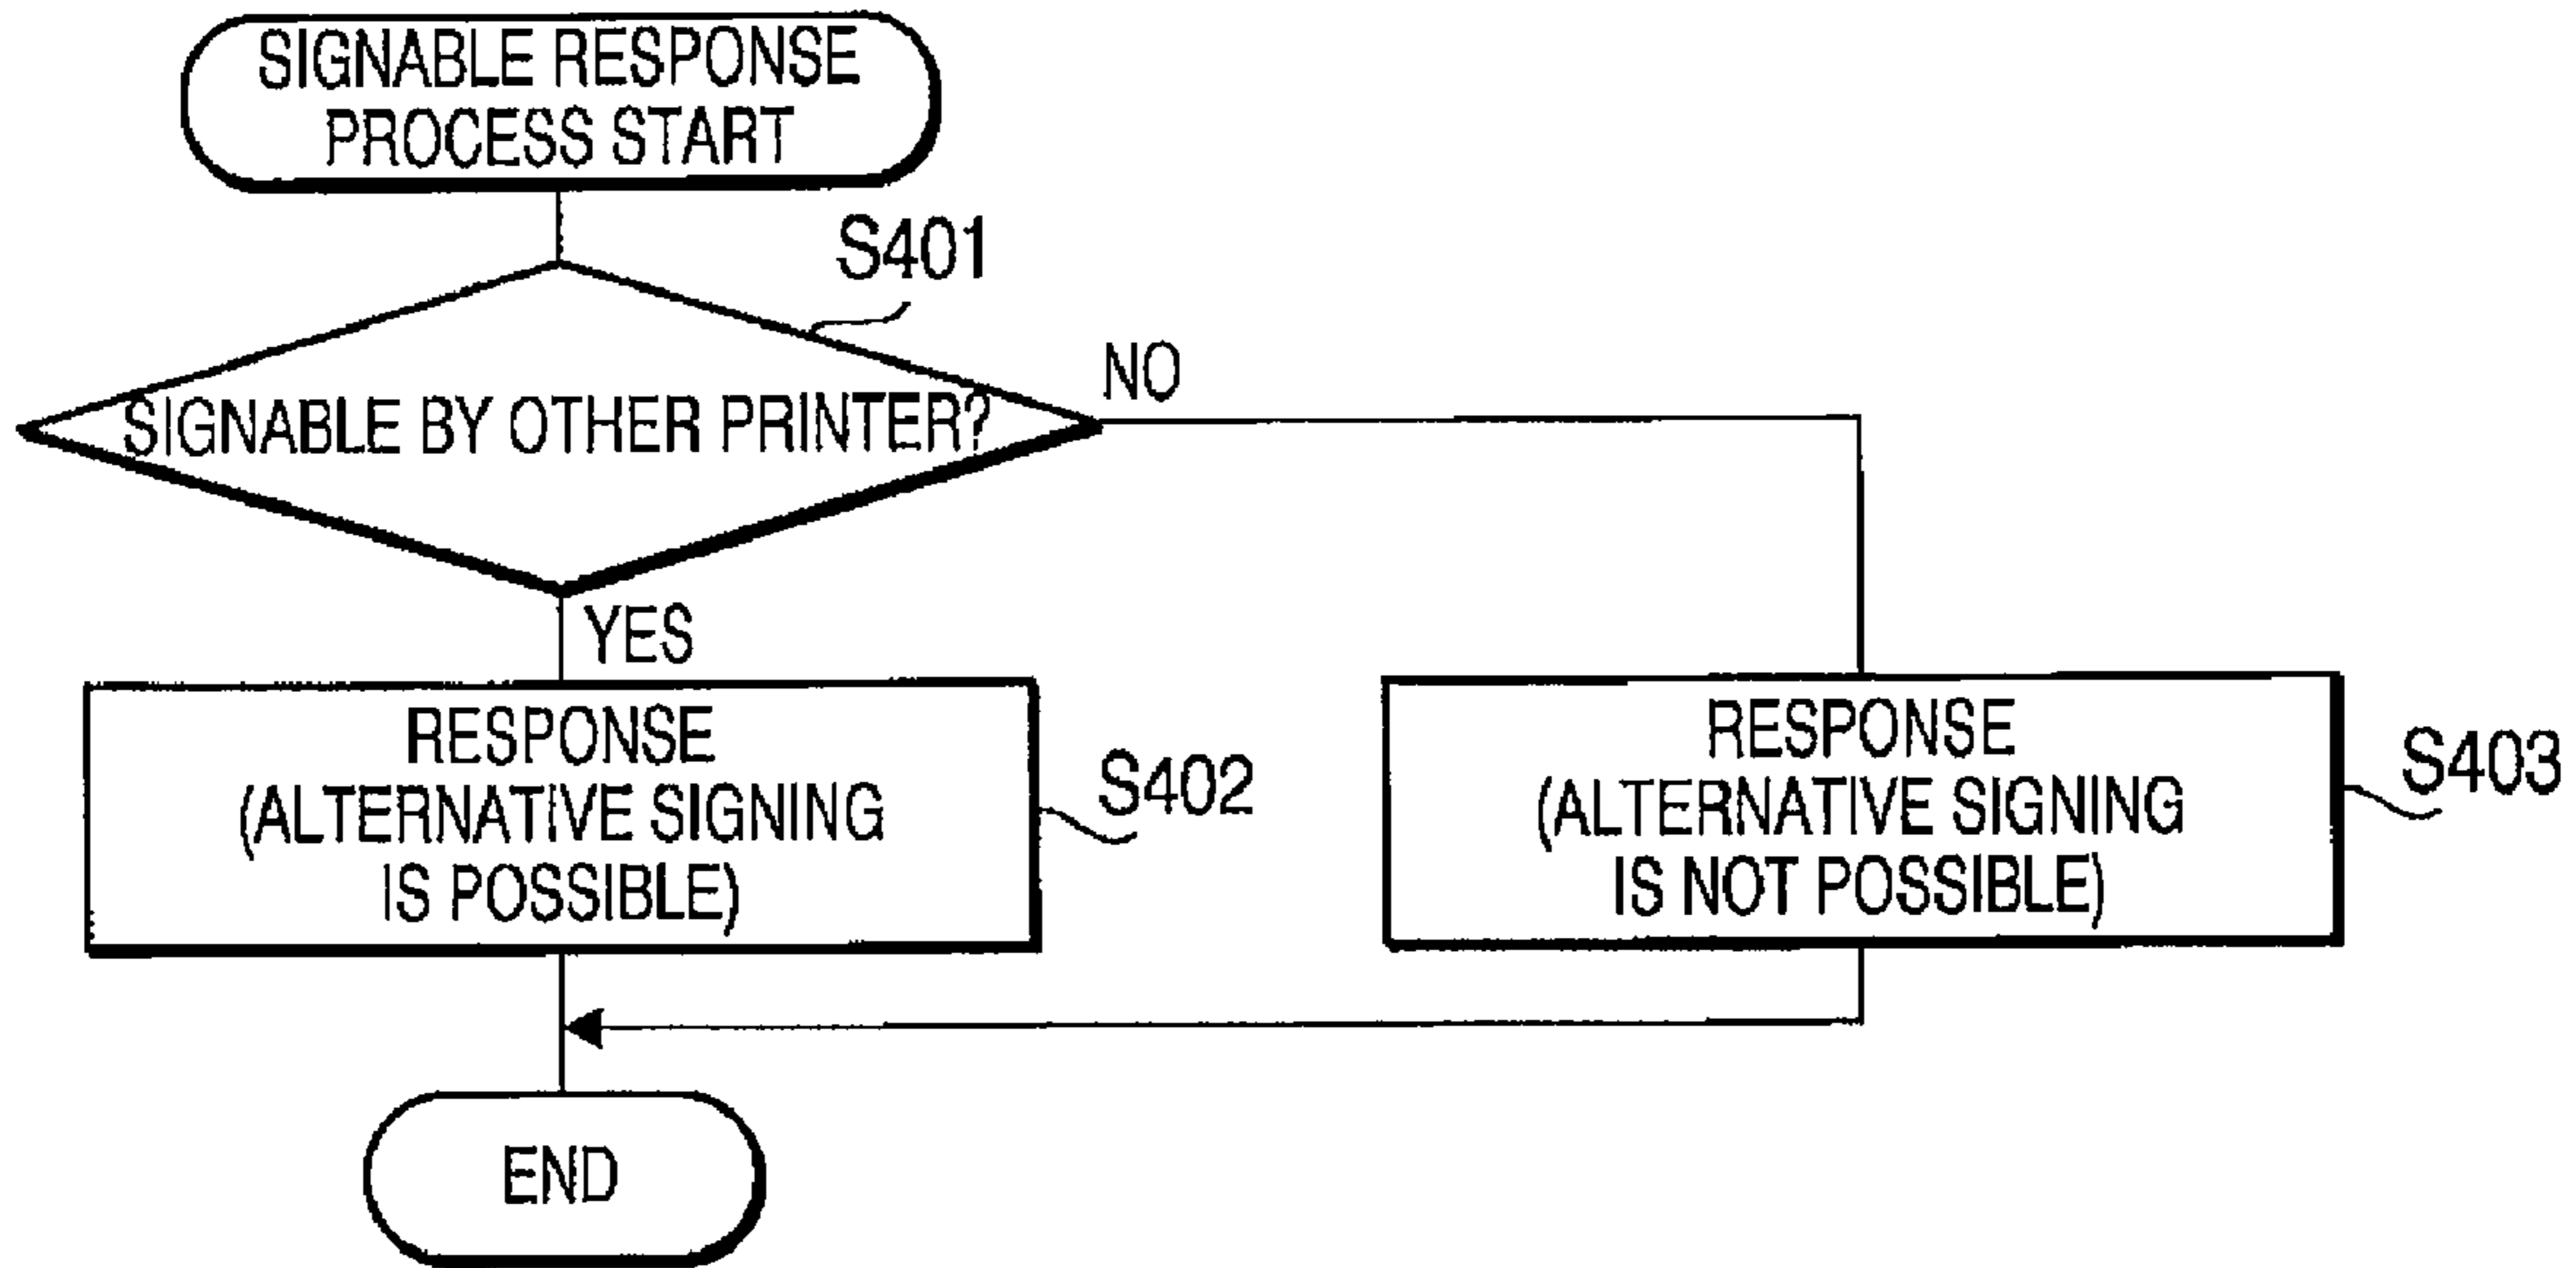 SIGNABLE RESPONSE
PROCESS START
S401
SIGNABLE BY OTHER PRINTER?
NO
YES
RESPONSE
(ALTERNATIVE SIGNING
IS POSSIBLE)
S402
RESPONSE
(ALTERNATIVE SIGNING
IS NOT POSSIBLE)
S403
END